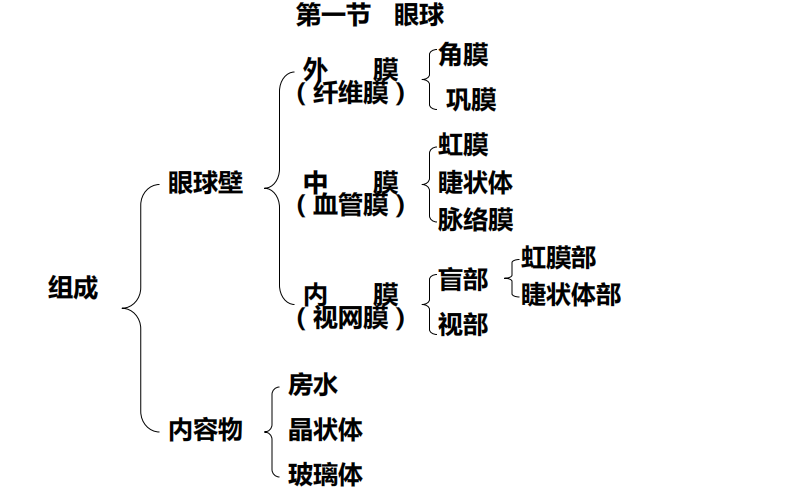 第一节 眼球
外 膜
（纤维膜）
角膜
巩膜
虹膜
眼球壁
中 膜
（血管膜）
睫状体
脉络膜
虹膜部
组成
内 膜
（视网膜）
盲部
睫状体部
视部
房水
内容物
晶状体
玻璃体